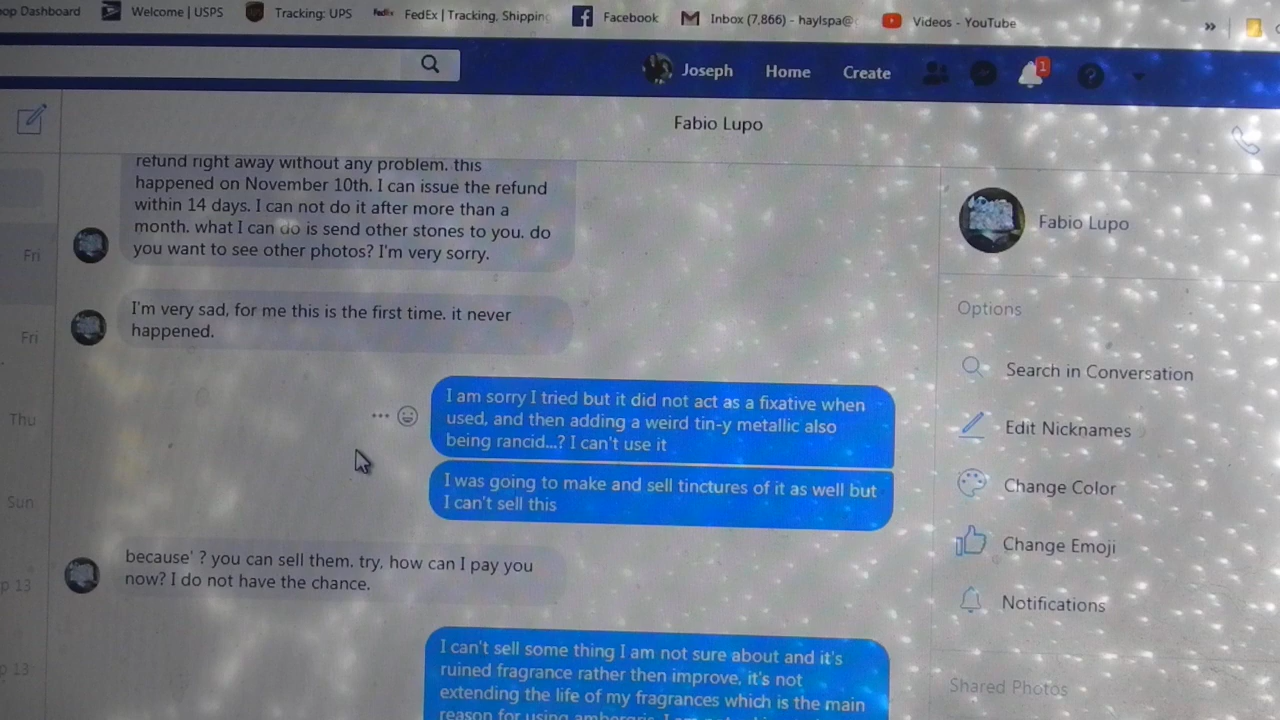 op Dashboard
Welcome | USPS
Tracking: UPS
FedEx
FedEx | Tracking, Shipping
Facebook
Inbox (7,866) - haylspa@
Videos - YouTube
»
Joseph
Home
Create
1
?
Fabio Lupo
refund right away without any problem. this
happened on November 10th. I can issue the refund
within 14 days. I can not do it after more than a
month. what I can do is send other stones to you. do
you want to see other photos? I'm very sorry.
Fri
I'm very sad, for me this is the first time. it never
happened.
Fri
I am sorry I tried but it did not act as a fixative when
used, and then adding a weird tin-y metallic also
being rancid...? I can't use it
Thu
I was going to make and sell tinctures of it as well but
I can't sell this
Sun
because' ? you can sell them. try, how can I pay you
now? I do not have the chance.
p 13
I can't sell some thing I am not sure about and it's
ruined fragrance rather then improve, it's not
extending the life of my fragrances which is the main
reason for using ambergris.
p 13
Fabio Lupo
Options
Search in Conversation
Edit Nicknames
Change Color
Change Emoji
Notifications
Shared Photos